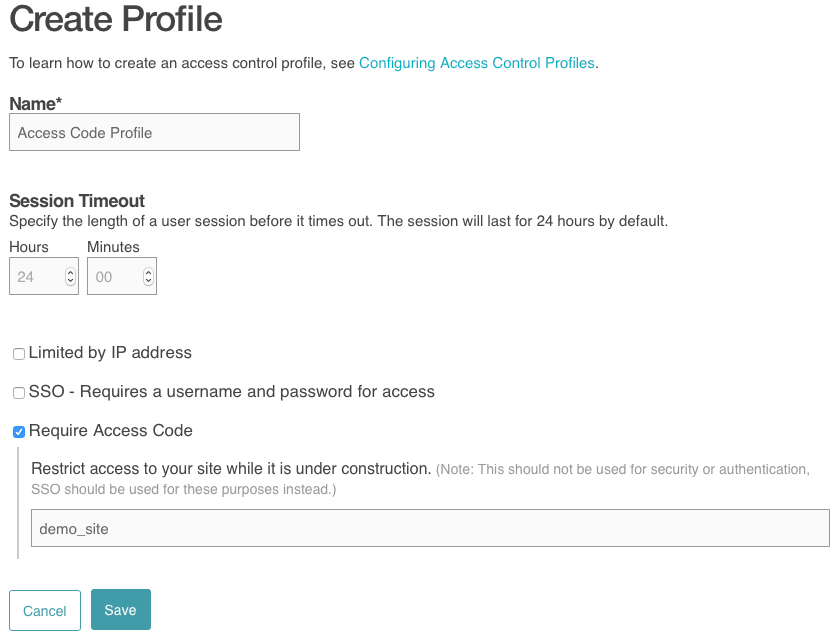 Create Profile
To learn how to create an access control profile, see Configuring Access Control Profiles.
Name*
Access Code Profile
Session Timeout
Specify the length of a user session before it times out. The session will last for 24 hours by default.
Hours Minutes
24 00
Limited by IP address
SSO - Requires a username and password for access
Require Access Code
Restrict access to your site while it is under construction. (Note: This should not be used for security or authentication,
SSO should be used for these purposes instead.)
demo_site
Cancel Save